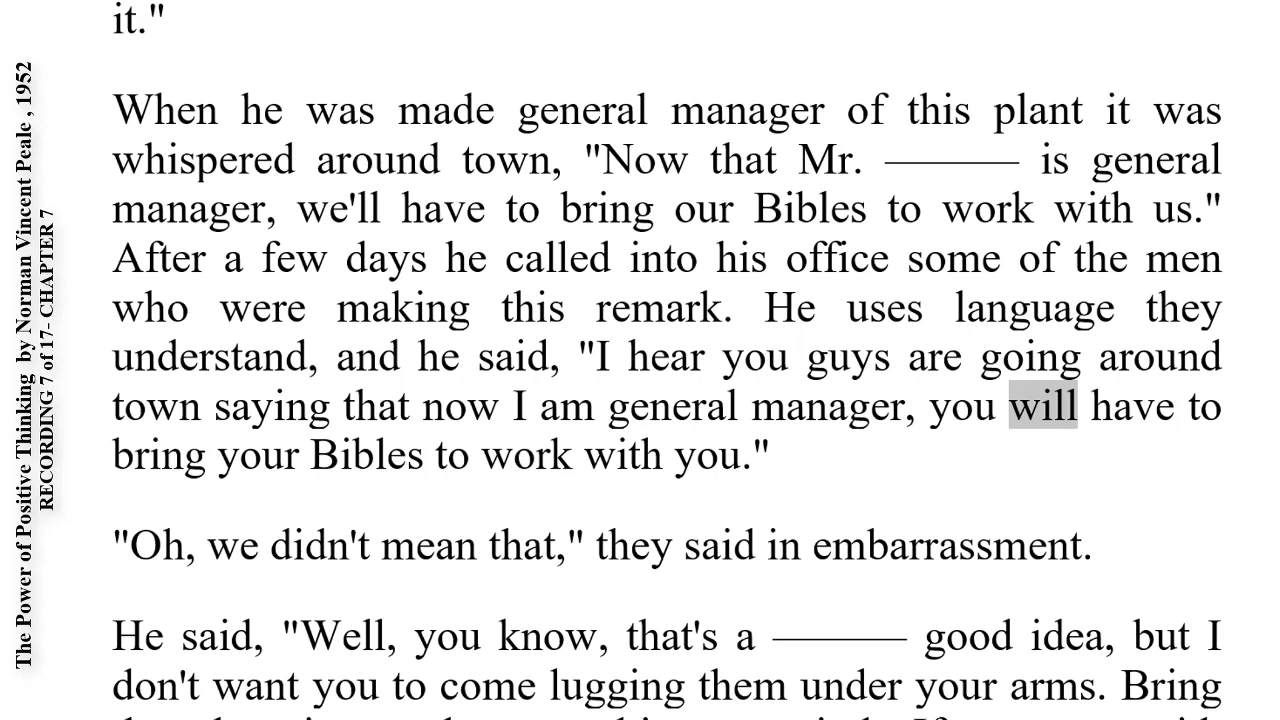 The Power of Positive Thinking by Norman Vincent Peale , 1952
RECORDING 7 of 17- CHAPTER 7
it."
When he was made general manager of this plant it was
whispered around town, "Now that Mr. ——— is general
manager, we'll have to bring our Bibles to work with us."
After a few days he called into his office some of the men
who were making this remark. He uses language they
understand, and he said, "I hear you guys are going around
town saying that now I am general manager, you will have to
bring your Bibles to work with you."
"Oh, we didn't mean that," they said in embarrassment.
He said, "Well, you know, that's a ——— good idea, but I
don't want you to come lugging them under your arms. Bring